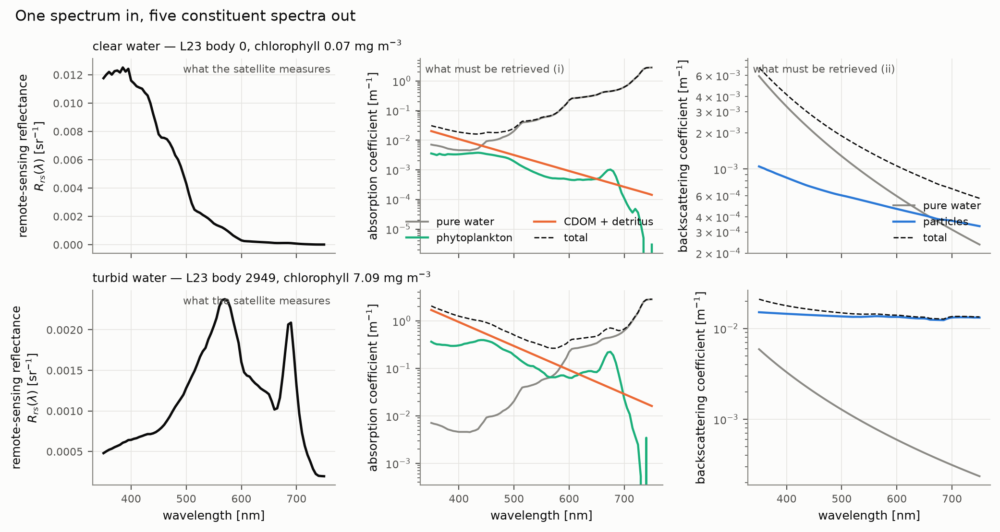 One spectrum in, five constituent spectra out
clear water — L23 body 0, chlorophyll 0.07 mg m⁻³
remote-sensing reflectance
Rrs(λ) [sr⁻¹]
0.012
0.010
0.008
0.006
0.004
0.002
0.000
what the satellite measures
absorption coefficient [m⁻¹]
10⁰
10⁻¹
10⁻²
10⁻³
10⁻⁴
10⁻⁵
what must be retrieved (i)
pure water
phytoplankton
CDOM + detritus
total
backscattering coefficient [m⁻¹]
6 × 10⁻³
4 × 10⁻³
3 × 10⁻³
2 × 10⁻³
10⁻³
6 × 10⁻⁴
4 × 10⁻⁴
3 × 10⁻⁴
2 × 10⁻⁴
what must be retrieved (ii)
pure water
particles
total
turbid water — L23 body 2949, chlorophyll 7.09 mg m⁻³
remote-sensing reflectance
Rrs(λ) [sr⁻¹]
0.0020
0.0015
0.0010
0.0005
what the satellite measures
400 500 600 700
wavelength [nm]
absorption coefficient [m⁻¹]
10⁰
10⁻¹
10⁻²
10⁻³
400 500 600 700
wavelength [nm]
backscattering coefficient [m⁻¹]
10⁻²
10⁻³
400 500 600 700
wavelength [nm]